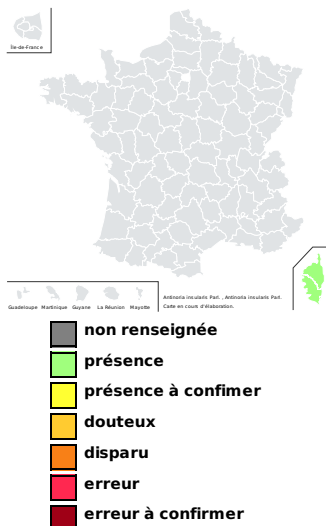 Île-de-France
Guadeloupe Martinique Guyane La Réunion Mayotte
Antinoria insularis Parl. , Antinoria insularis Parl.
Carte en cours d'élaboration.
non renseignée
présence
présence à confimer
douteux
disparu
erreur
erreur à confirmer